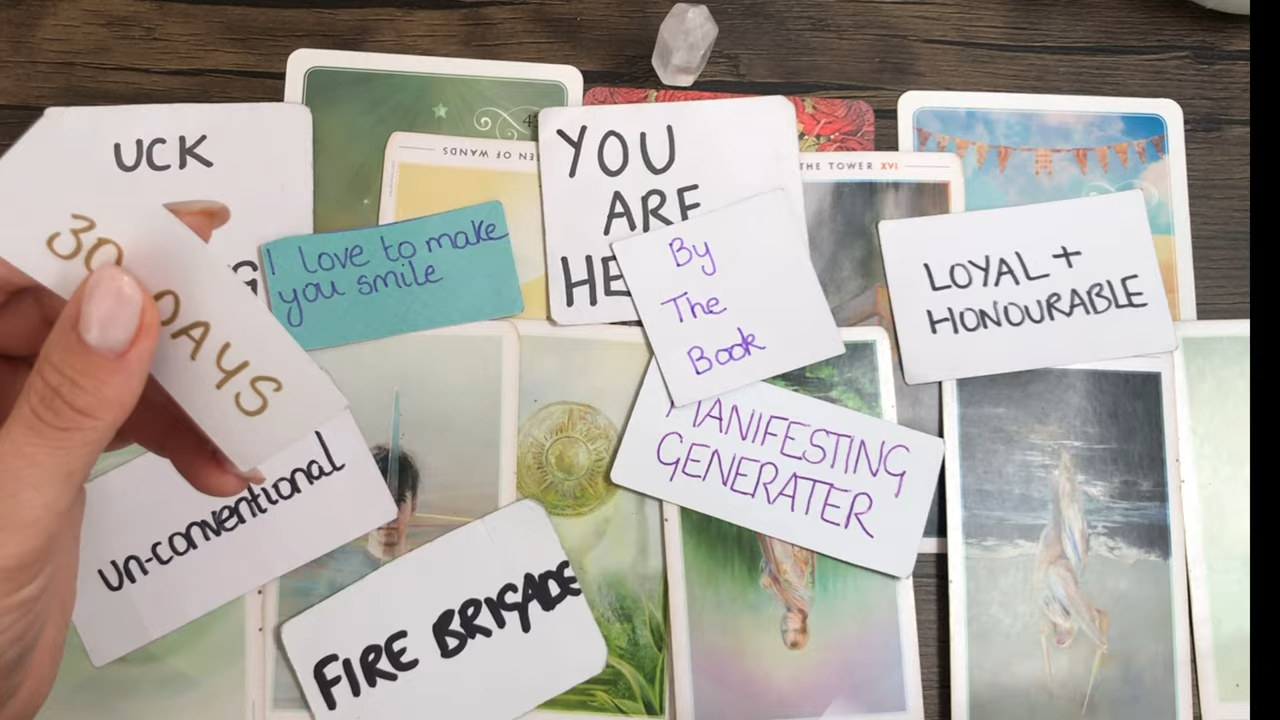 UCK
30 DAYS
I love to make
you smile
YOU
ARE
By
The
Book
THE TOWER XVI
LOYAL +
HONOURABLE
MANIFESTING
GENERATER
Un-conventional
FIRE BRIGADE